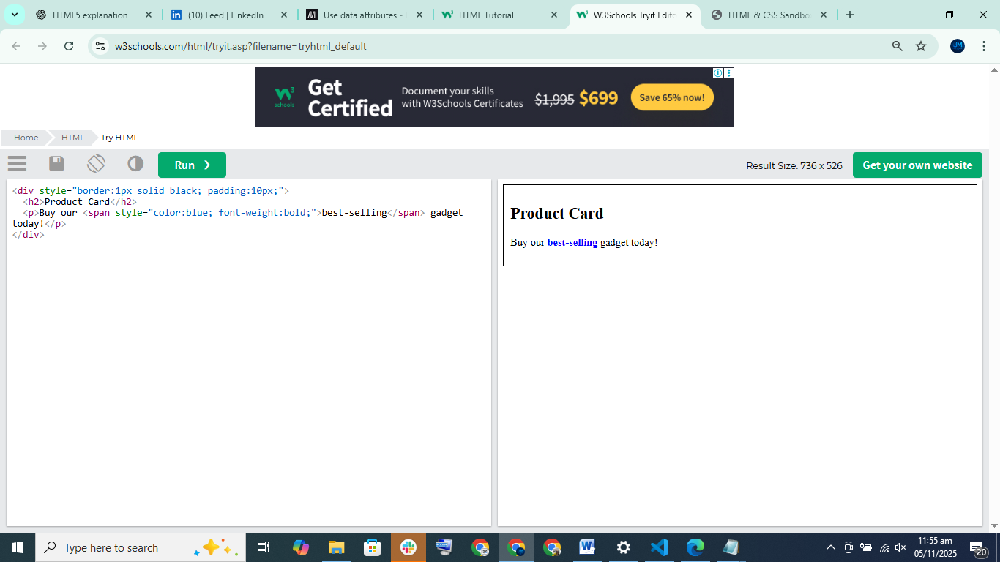 HTML5 explanation
(10) Feed | LinkedIn
Use data attributes -
HTML Tutorial
W3Schools Tryit Edito
HTML & CSS Sandbo
w3schools.com/html/tryit.asp?filename=tryhtml_default
JM
W3 schools
Get Certified
Document your skills
with W3Schools Certificates
$1,995 $699
Save 65% now!
Home
HTML
Try HTML
Run ❯
Result Size: 736 x 526
Get your own website
<div style="border:1px solid black; padding:10px;">
  <h2>Product Card</h2>
  <p>Buy our <span style="color:blue; font-weight:bold;">best-selling</span> gadget
today!</p>
</div>
Product Card
Buy our best-selling gadget today!
Type here to search
11:55 am
05/11/2025
20